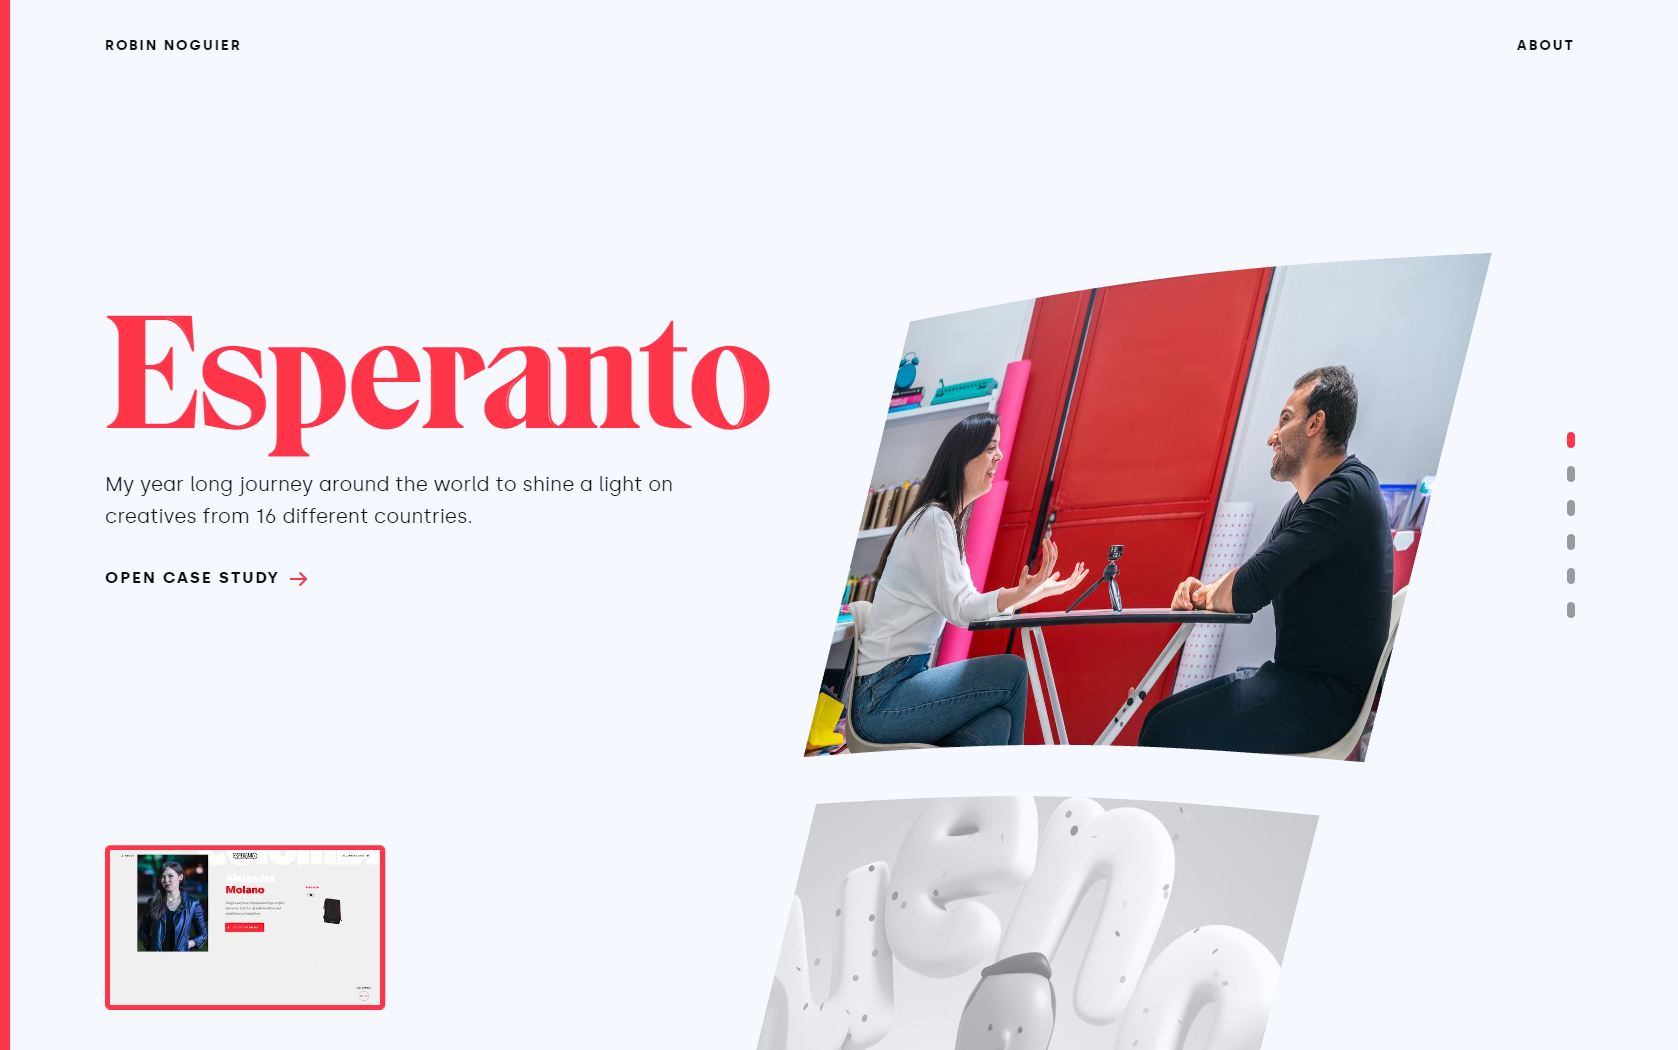 ROBIN NOGUIER
ABOUT
Esperanto
My year long journey around the world to shine a light on
creatives from 16 different countries.
OPEN CASE STUDY
ESPERANTO
Alejandra
Molano